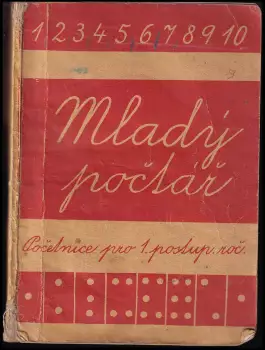 1 2 3 4 5 6 7 8 9 10
Mladý
počtář
Početnice pro 1. postup. roč.